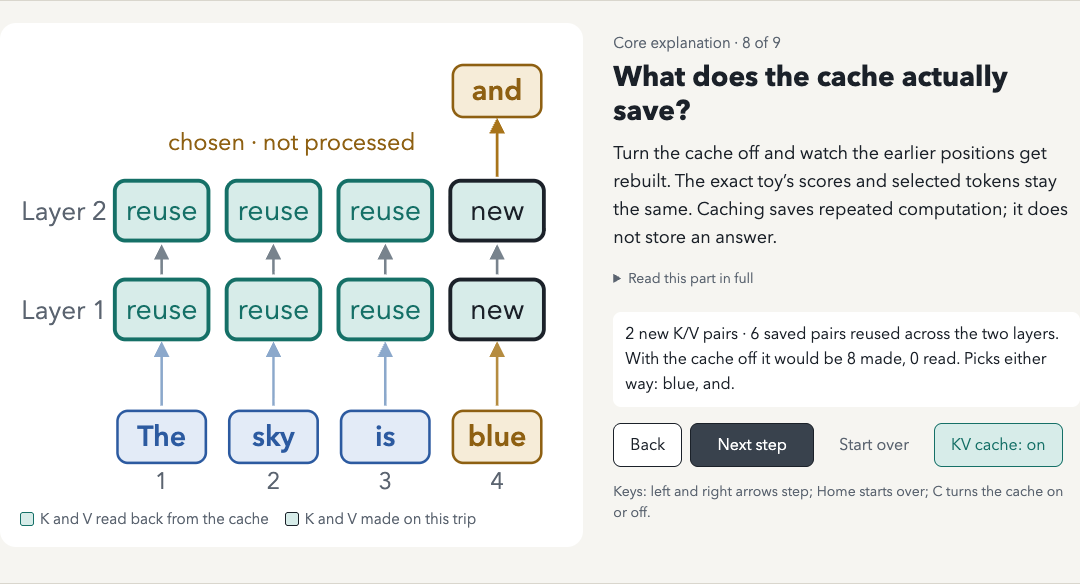 and
chosen · not processed
Layer 2 reuse reuse reuse new
Layer 1 reuse reuse reuse new
The sky is blue
1 2 3 4
K and V read back from the cache K and V made on this trip
Core explanation · 8 of 9
What does the cache actually
save?
Turn the cache off and watch the earlier positions get
rebuilt. The exact toy’s scores and selected tokens stay
the same. Caching saves repeated computation; it does
not store an answer.
Read this part in full
2 new K/V pairs · 6 saved pairs reused across the two layers.
With the cache off it would be 8 made, 0 read. Picks either
way: blue, and.
Back Next step Start over KV cache: on
Keys: left and right arrows step; Home starts over; C turns the cache on
or off.